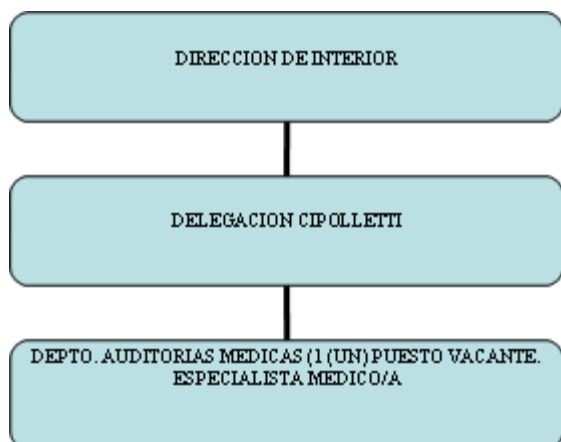 DIRECCION DE INTERIOR
DELEGACION CIPOLLETTI
DEPTO. AUDITORIAS MEDICAS (1 (UN) PUESTO VACANTE.
ESPECIALISTA MEDICO/A